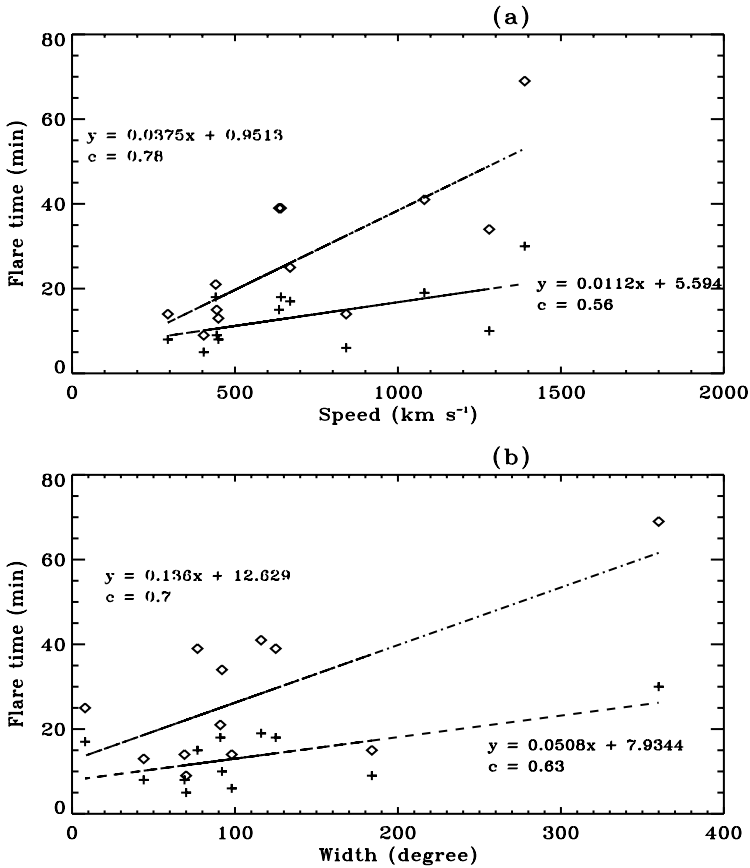 (a)
80
60
40
20
0
Flare time (min)
y = 0.0375x + 0.9513
c = 0.78
y = 0.0112x + 5.594
c = 0.56
0 500 1000 1500 2000
Speed (km s⁻¹)
(b)
80
60
40
20
0
Flare time (min)
y = 0.136x + 12.629
c = 0.7
y = 0.0508x + 7.9344
c = 0.63
0 100 200 300 400
Width (degree)